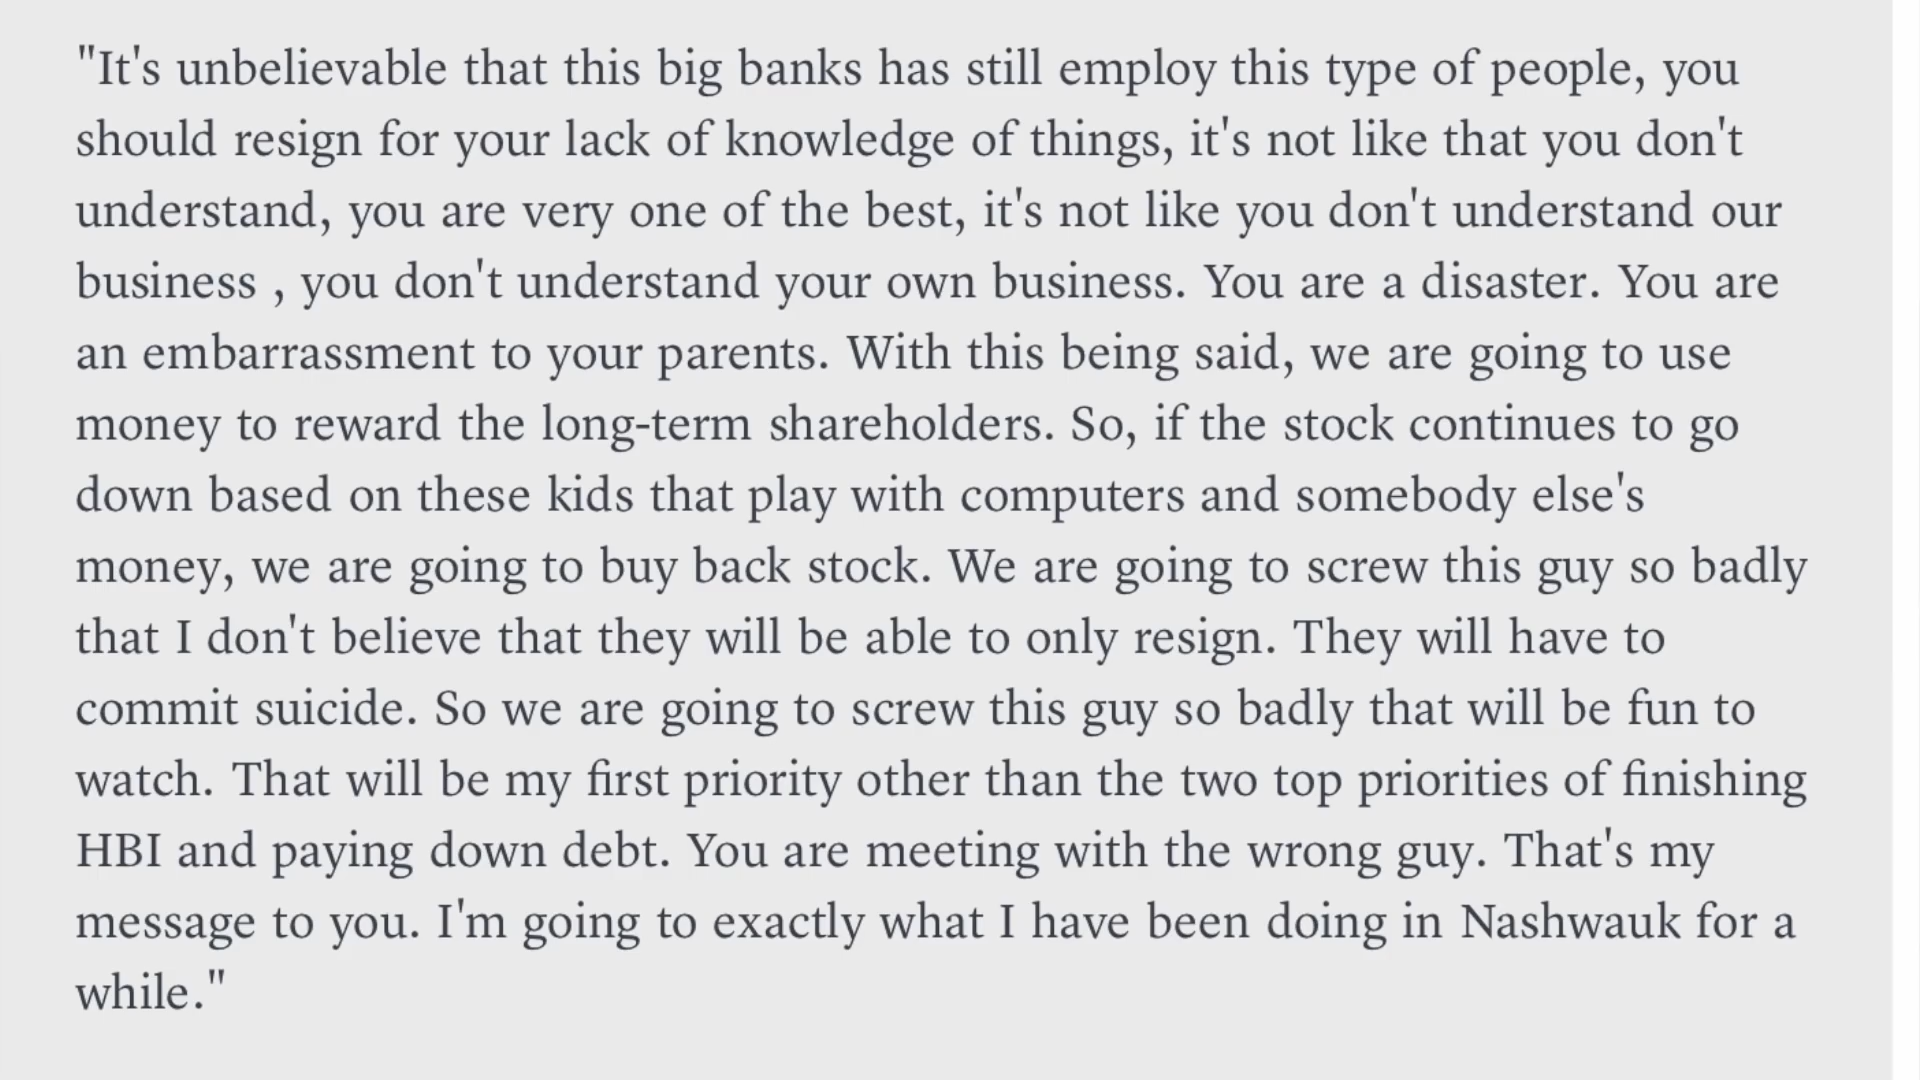 "It's unbelievable that this big banks has still employ this type of people, you
should resign for your lack of knowledge of things, it's not like that you don't
understand, you are very one of the best, it's not like you don't understand our
business , you don't understand your own business. You are a disaster. You are
an embarrassment to your parents. With this being said, we are going to use
money to reward the long-term shareholders. So, if the stock continues to go
down based on these kids that play with computers and somebody else's
money, we are going to buy back stock. We are going to screw this guy so badly
that I don't believe that they will be able to only resign. They will have to
commit suicide. So we are going to screw this guy so badly that will be fun to
watch. That will be my first priority other than the two top priorities of finishing
HBI and paying down debt. You are meeting with the wrong guy. That's my
message to you. I'm going to exactly what I have been doing in Nashwauk for a
while."